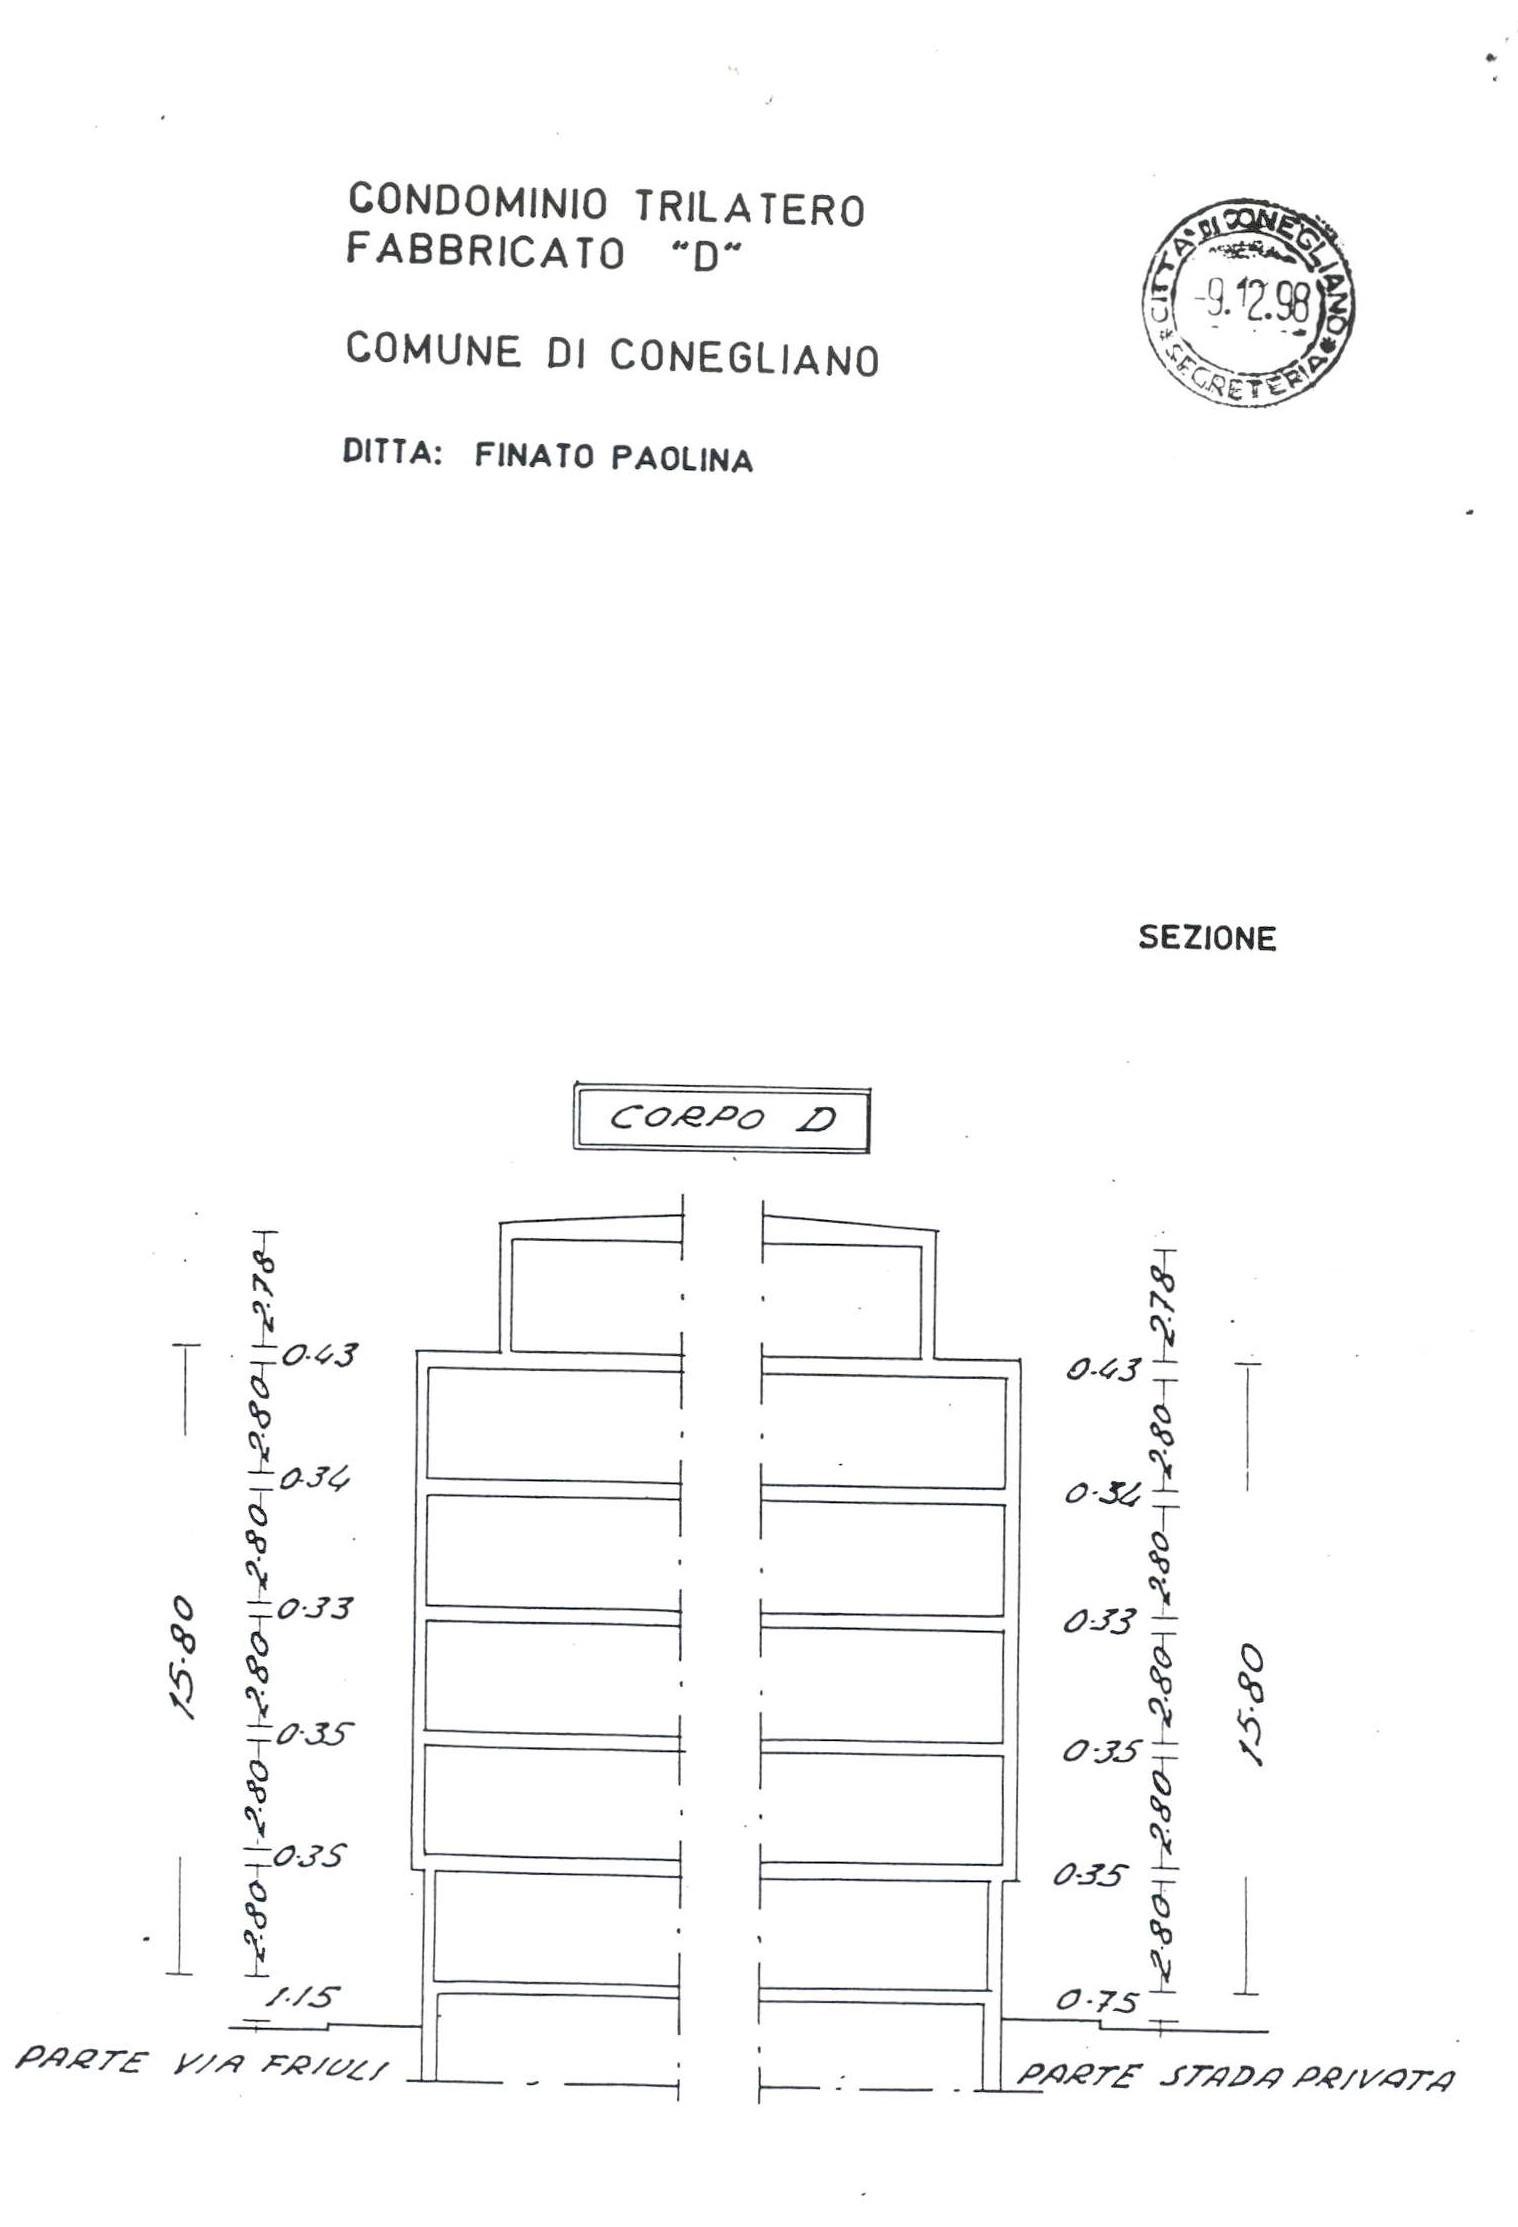 CONDOMINIO TRILATERO
FABBRICATO "D"
COMUNE DI CONEGLIANO
DITTA: FINATO PAOLINA
CITTA' DI CONEGLIANO
-9.12.98
* SEGRETERIA *
SEZIONE
CORPO D
2.78
0.43
2.80
0.34
2.80
0.33
2.80
0.35
2.80
0.35
2.80
1.15
15.80
PARTE VIA FRIULI
2.78
0.43
2.80
0.34
2.80
0.33
2.80
0.35
2.80
0.35
2.80
0.75
15.80
PARTE STADA PRIVATA